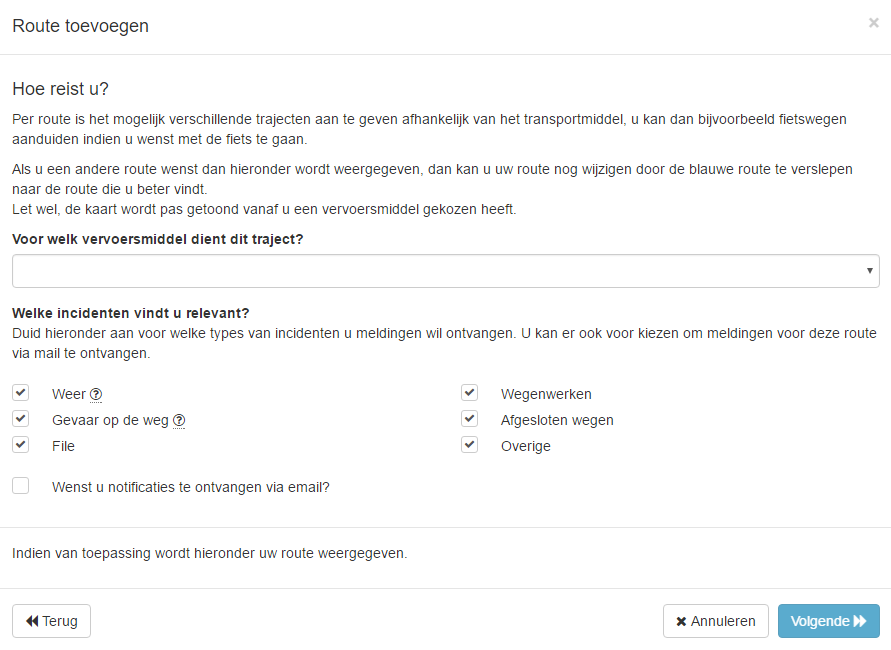 Route toevoegen
×
Hoe reist u?
Per route is het mogelijk verschillende trajecten aan te geven afhankelijk van het transportmiddel, u kan dan bijvoorbeeld fietswegen
aanduiden indien u wenst met de fiets te gaan.
Als u een andere route wenst dan hieronder wordt weergegeven, dan kan u uw route nog wijzigen door de blauwe route te verslepen
naar de route die u beter vindt.
Let wel, de kaart wordt pas getoond vanaf u een vervoersmiddel gekozen heeft.
Voor welk vervoersmiddel dient dit traject?
Welke incidenten vindt u relevant?
Duid hieronder aan voor welke types van incidenten u meldingen wil ontvangen. U kan er ook voor kiezen om meldingen voor deze route
via mail te ontvangen.
Weer ?
Wegenwerken
Gevaar op de weg ?
Afgesloten wegen
File
Overige
Wenst u notificaties te ontvangen via email?
Indien van toepassing wordt hieronder uw route weergegeven.
Terug
Annuleren
Volgende